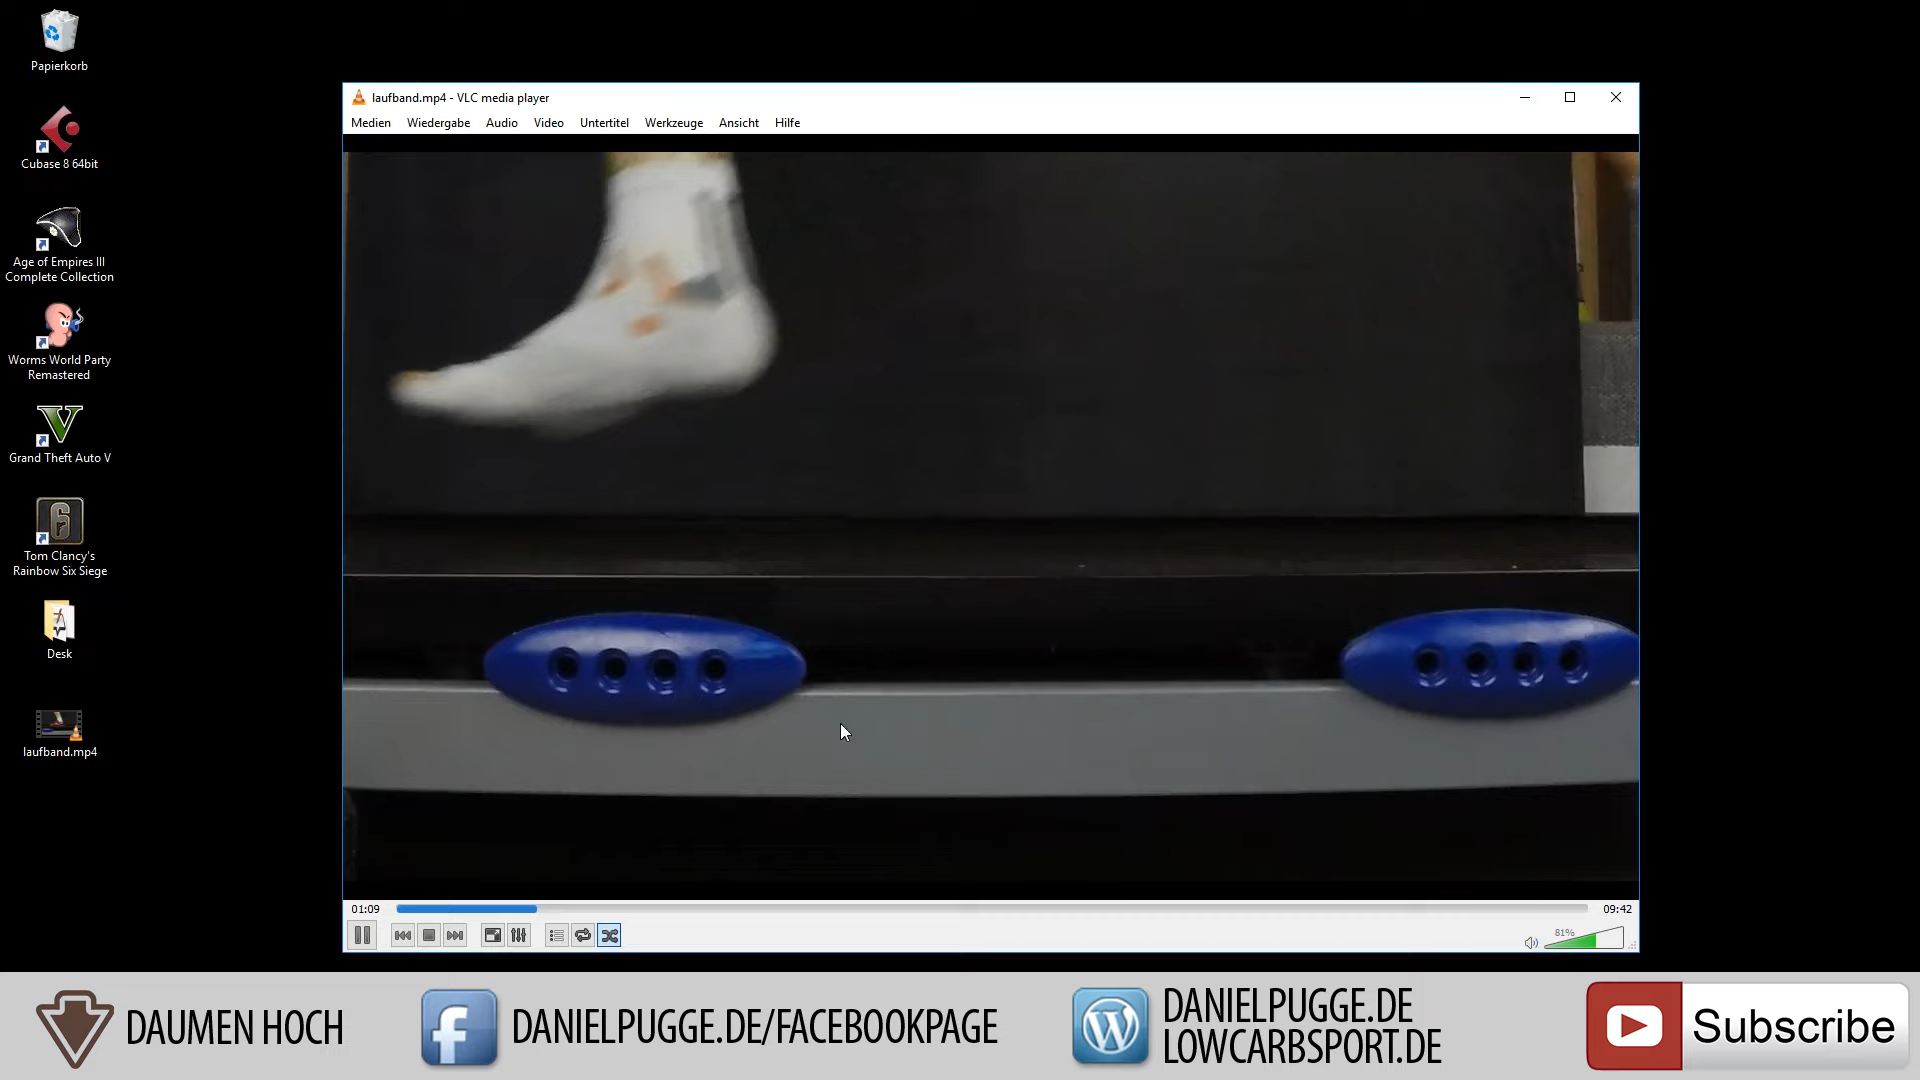 Papierkorb
Cubase 8 64bit
Age of Empires III
Complete Collection
Worms World Party
Remastered
Grand Theft Auto V
Tom Clancy's
Rainbow Six Siege
Desk
laufband.mp4
laufband.mp4 - VLC media player
Medien Wiedergabe Audio Video Untertitel Werkzeuge Ansicht Hilfe
01:09 09:42
81%
DAUMEN HOCH
DANIELPUGGE.DE/FACEBOOKPAGE
DANIELPUGGE.DE
LOWCARBSPORT.DE
Subscribe